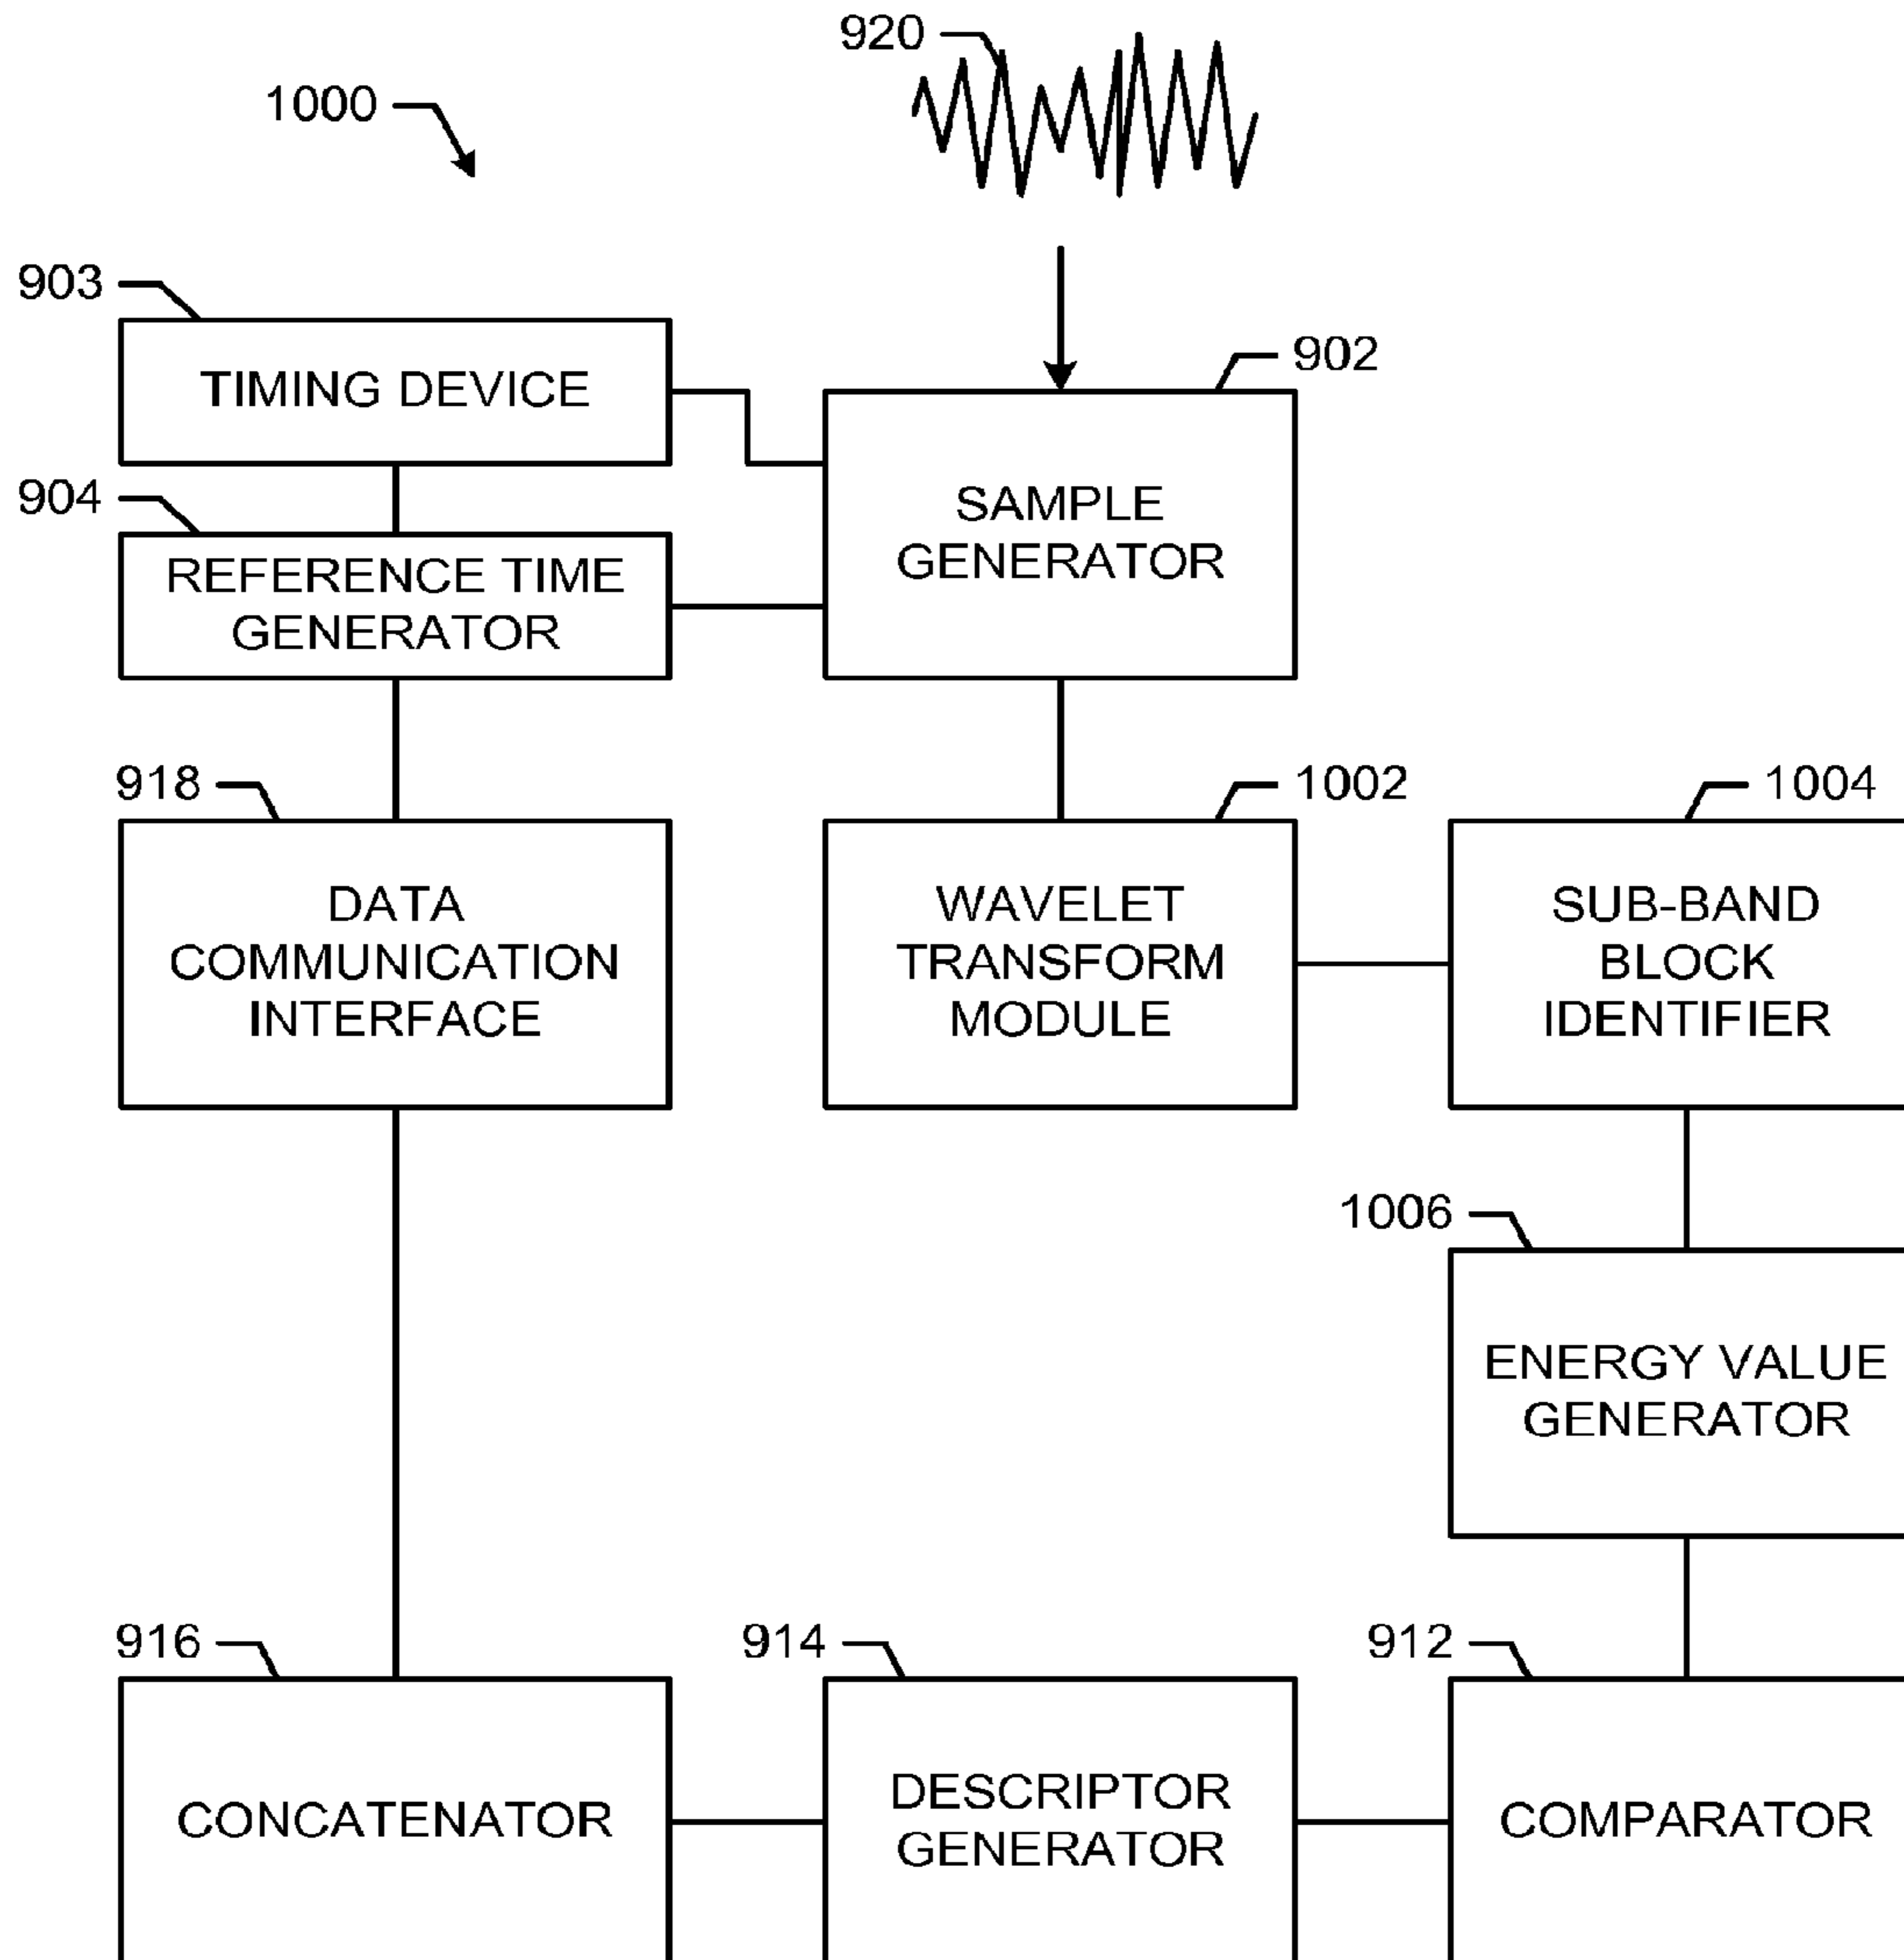 920
1000
903
TIMING DEVICE
902
SAMPLE
GENERATOR
904
REFERENCE TIME
GENERATOR
918
DATA
COMMUNICATION
INTERFACE
1002
WAVELET
TRANSFORM
MODULE
1004
SUB-BAND
BLOCK
IDENTIFIER
1006
ENERGY VALUE
GENERATOR
916
CONCATENATOR
914
DESCRIPTOR
GENERATOR
912
COMPARATOR